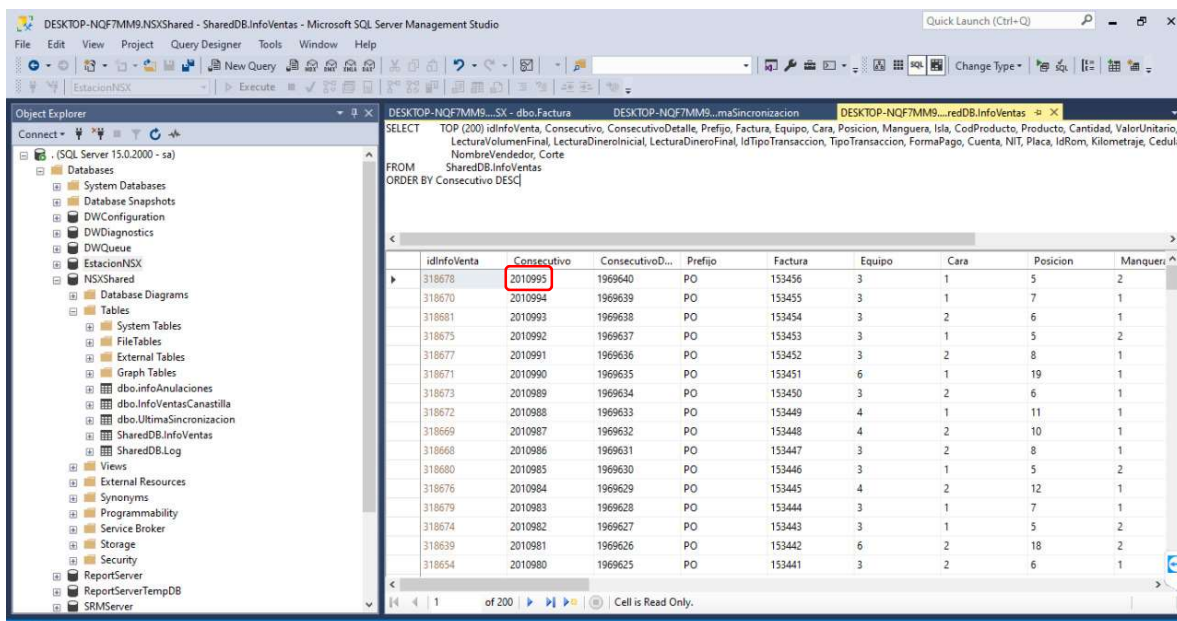 DESKTOP-NQF7MM9.NSXShared - SharedDB.InfoVentas - Microsoft SQL Server Management Studio
Quick Launch (Ctrl+Q)
File Edit View Project Query Designer Tools Window Help
New Query
Change Type
EstacionNSX
Execute
Object Explorer
Connect
. (SQL Server 15.0.2000 - sa)
Databases
System Databases
Database Snapshots
DWConfiguration
DWDiagnostics
DWQueue
EstacionNSX
NSXShared
Database Diagrams
Tables
System Tables
FileTables
External Tables
Graph Tables
dbo.infoAnulaciones
dbo.InfoVentasCanastilla
dbo.UltimaSincronizacion
SharedDB.InfoVentas
SharedDB.Log
Views
External Resources
Synonyms
Programmability
Service Broker
Storage
Security
ReportServer
ReportServerTempDB
SRMServer
DESKTOP-NQF7MM9....SX - dbo.Factura DESKTOP-NQF7MM9...maSincronizacion DESKTOP-NQF7MM9....redDB.InfoVentas
SELECT TOP (200) idInfoVenta, Consecutivo, ConsecutivoDetalle, Prefijo, Factura, Equipo, Cara, Posicion, Manguera, Isla, CodProducto, Producto, Cantidad, ValorUnitario,
LecturaVolumenFinal, LecturaDineroInicial, LecturaDineroFinal, IdTipoTransaccion, TipoTransaccion, FormaPago, Cuenta, NIT, Placa, IdRom, Kilometraje, Cedula
NombreVendedor, Corte
FROM SharedDB.InfoVentas
ORDER BY Consecutivo DESC
idInfoVenta Consecutivo ConsecutivoD... Prefijo Factura Equipo Cara Posicion Manguera
318678 2010995 1969640 PO 153456 3 1 5 2
318670 2010994 1969639 PO 153455 3 1 7 1
318681 2010993 1969638 PO 153454 3 2 6 1
318675 2010992 1969637 PO 153453 3 1 5 2
318677 2010991 1969636 PO 153452 3 2 8 1
318671 2010990 1969635 PO 153451 6 1 19 1
318673 2010989 1969634 PO 153450 3 2 6 1
318672 2010988 1969633 PO 153449 4 1 11 1
318669 2010987 1969632 PO 153448 4 2 10 1
318668 2010986 1969631 PO 153447 3 2 8 1
318680 2010985 1969630 PO 153446 3 1 5 2
318676 2010984 1969629 PO 153445 4 2 12 1
318679 2010983 1969628 PO 153444 3 1 7 1
318674 2010982 1969627 PO 153443 3 1 5 2
318639 2010981 1969626 PO 153442 6 2 18 2
318654 2010980 1969625 PO 153441 3 2 6 1
1 of 200 Cell is Read Only.